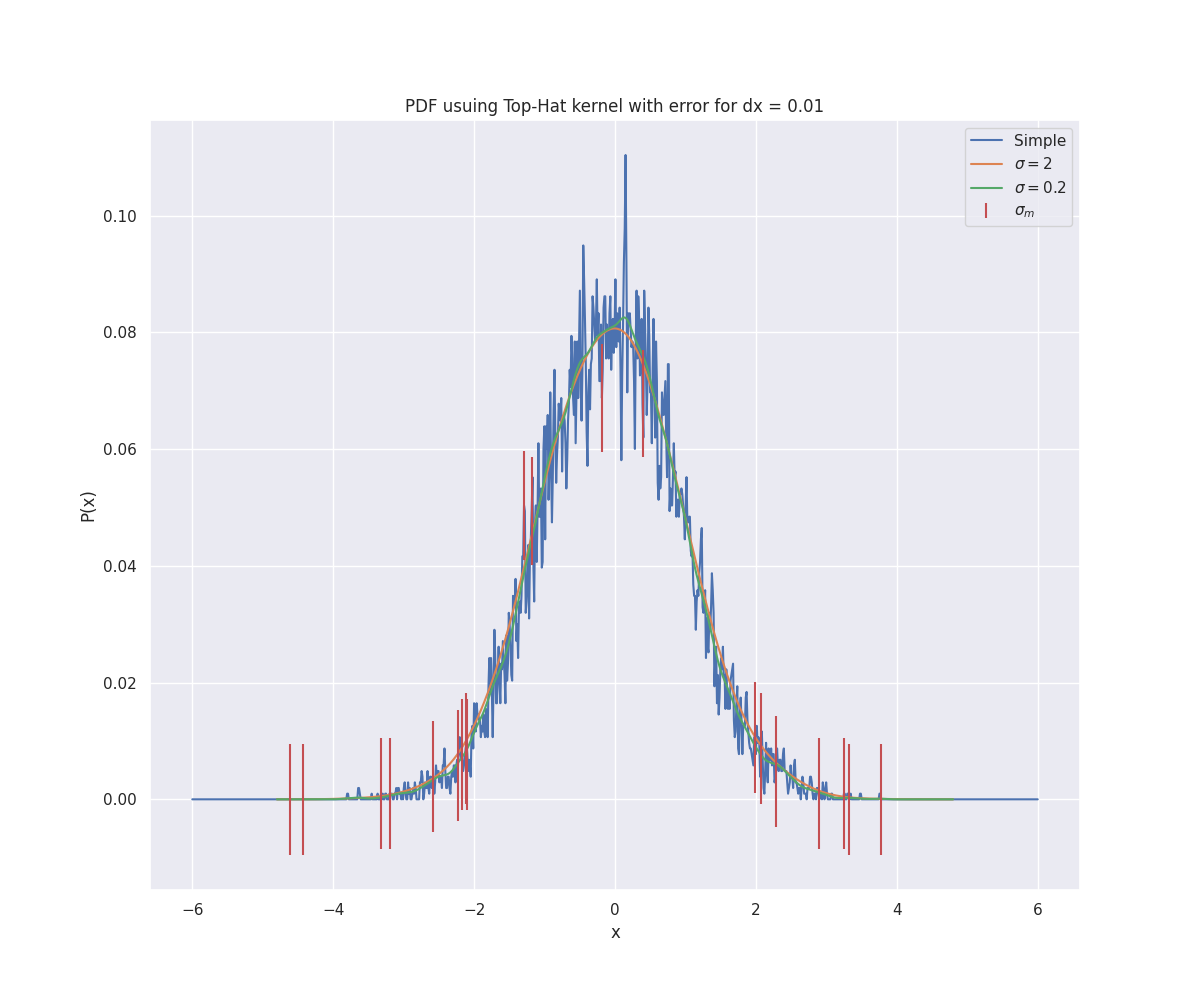 PDF usuing Top-Hat kernel with error for dx = 0.01
Simple
σ = 2
σ = 0.2
σₘ
0.10
0.08
0.06
0.04
0.02
0.00
P(x)
−6 −4 −2 0 2 4 6
x